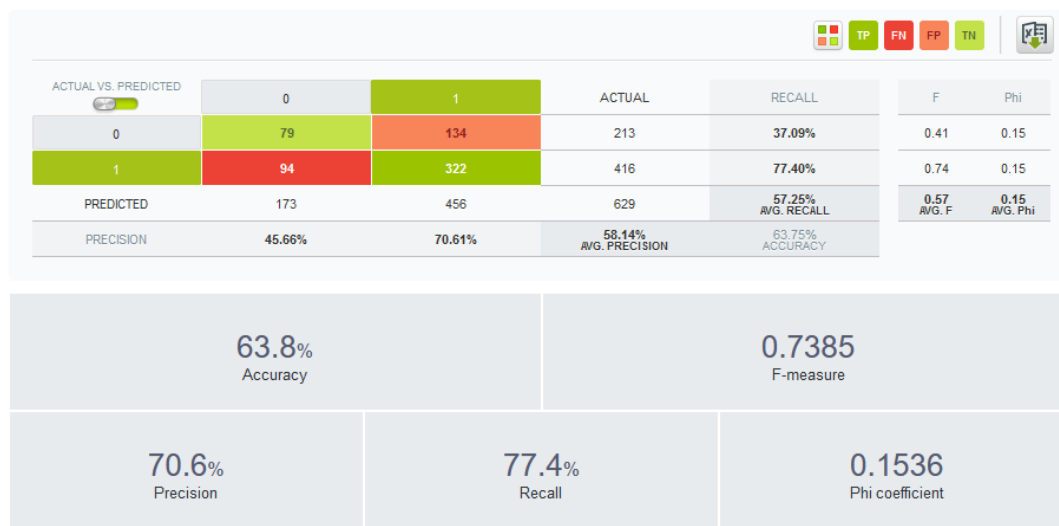 TP FN FP TN
ACTUAL VS. PREDICTED 0 1 ACTUAL RECALL F Phi
0 79 134 213 37.09% 0.41 0.15
1 94 322 416 77.40% 0.74 0.15
PREDICTED 173 456 629 57.25% 0.57 0.15
AVG. RECALL AVG. F AVG. Phi
PRECISION 45.66% 70.61% 58.14% 63.75%
AVG. PRECISION ACCURACY
63.8% 0.7385
Accuracy F-measure
70.6% 77.4% 0.1536
Precision Recall Phi coefficient